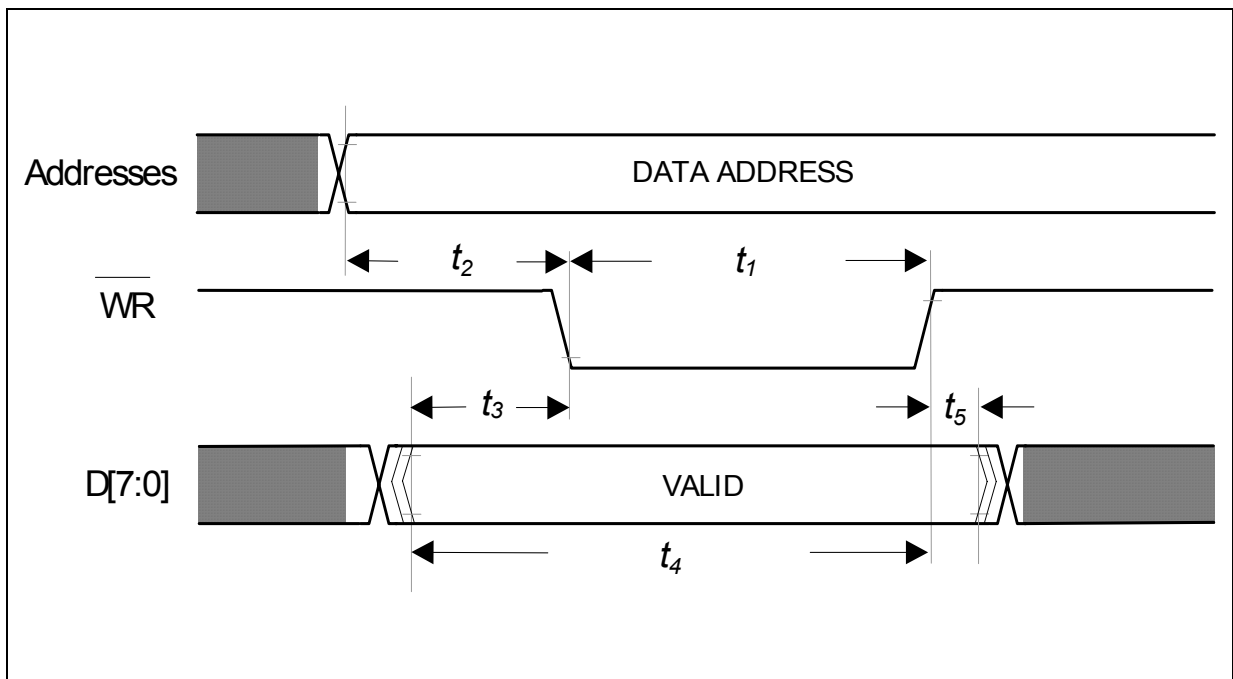 Addresses
DATA ADDRESS
t2
t1
WR
t3
t5
D[7:0]
VALID
t4